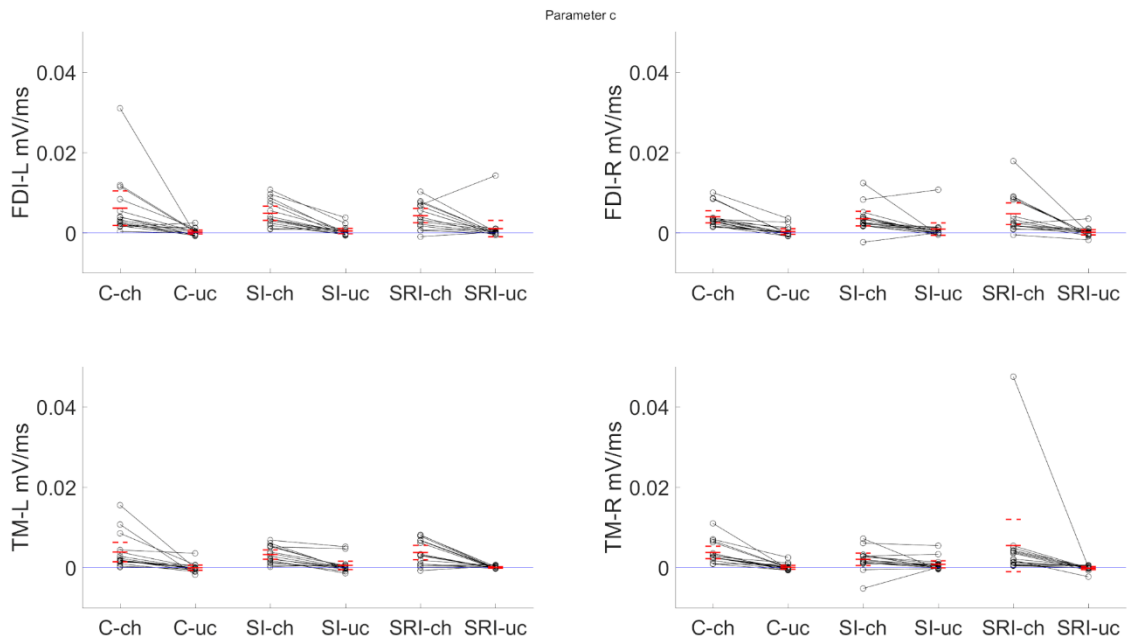 Parameter c
FDI-L mV/ms
0.04
0.02
0
C-ch C-uc SI-ch SI-uc SRI-ch SRI-uc
FDI-R mV/ms
0.04
0.02
0
C-ch C-uc SI-ch SI-uc SRI-ch SRI-uc
TM-L mV/ms
0.04
0.02
0
C-ch C-uc SI-ch SI-uc SRI-ch SRI-uc
TM-R mV/ms
0.04
0.02
0
C-ch C-uc SI-ch SI-uc SRI-ch SRI-uc